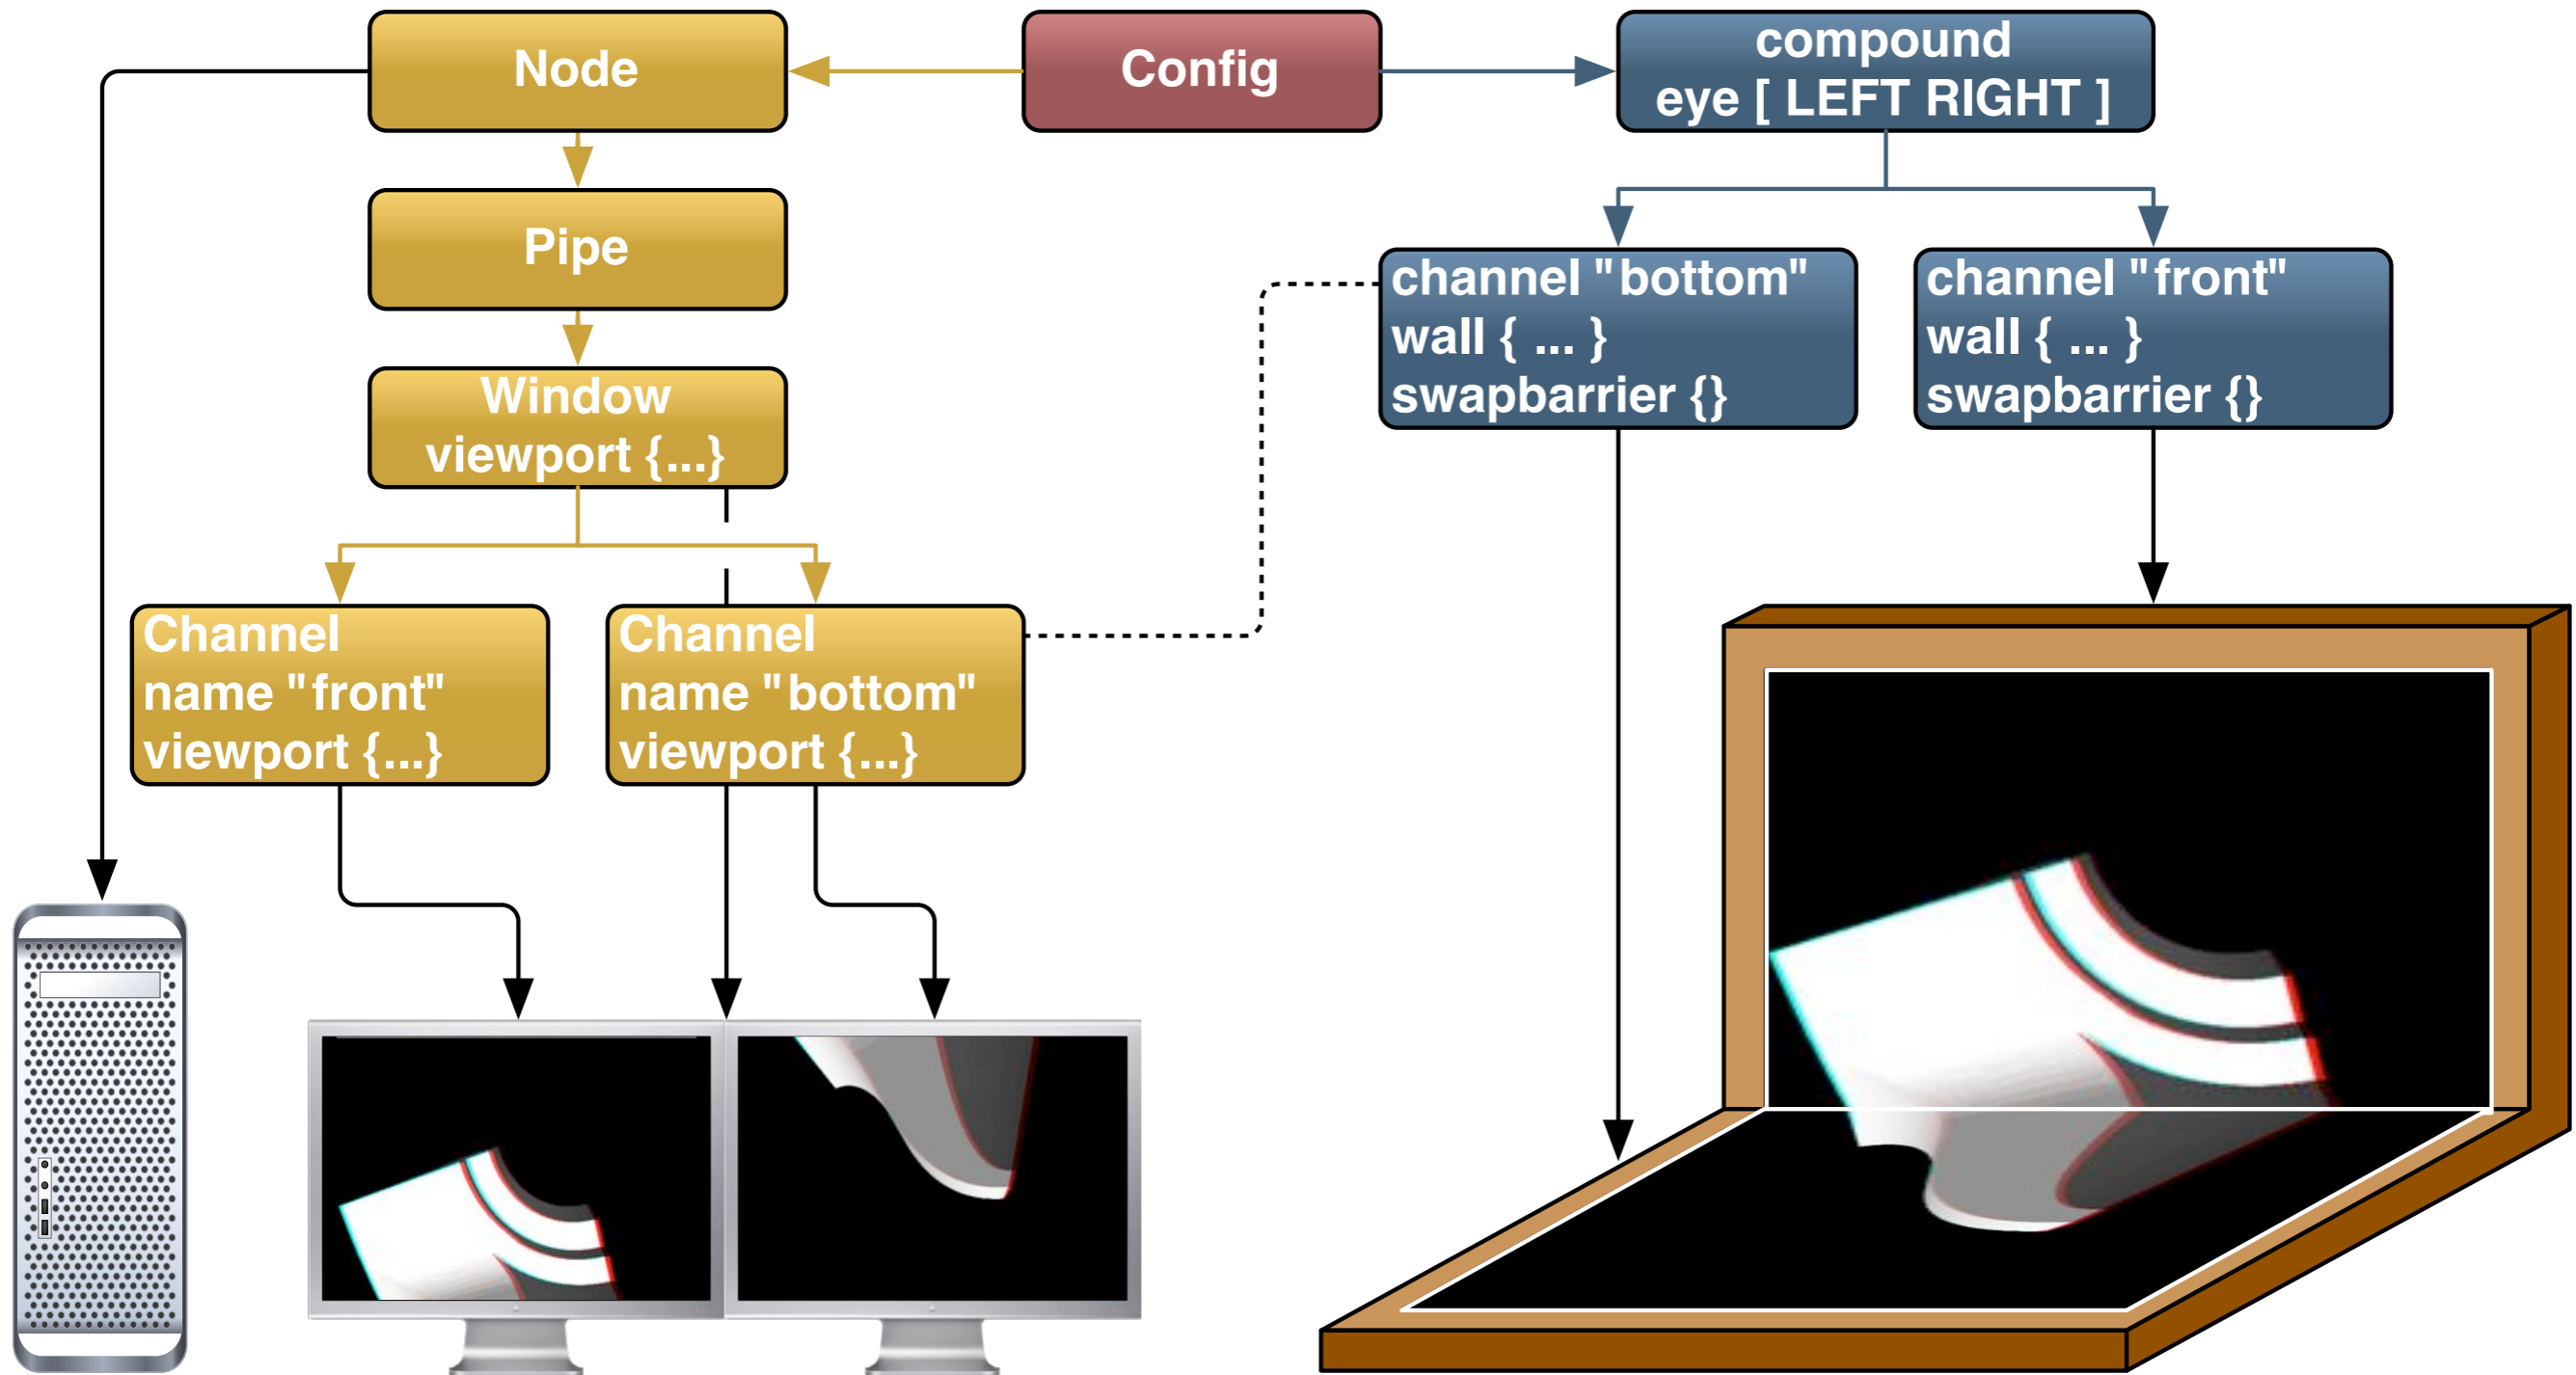 Node
Config
compound
eye [ LEFT RIGHT ]
Pipe
channel "bottom"
wall { ... }
swapbarrier {}
channel "front"
wall { ... }
swapbarrier {}
Window
viewport {...}
Channel
name "front"
viewport {...}
Channel
name "bottom"
viewport {...}